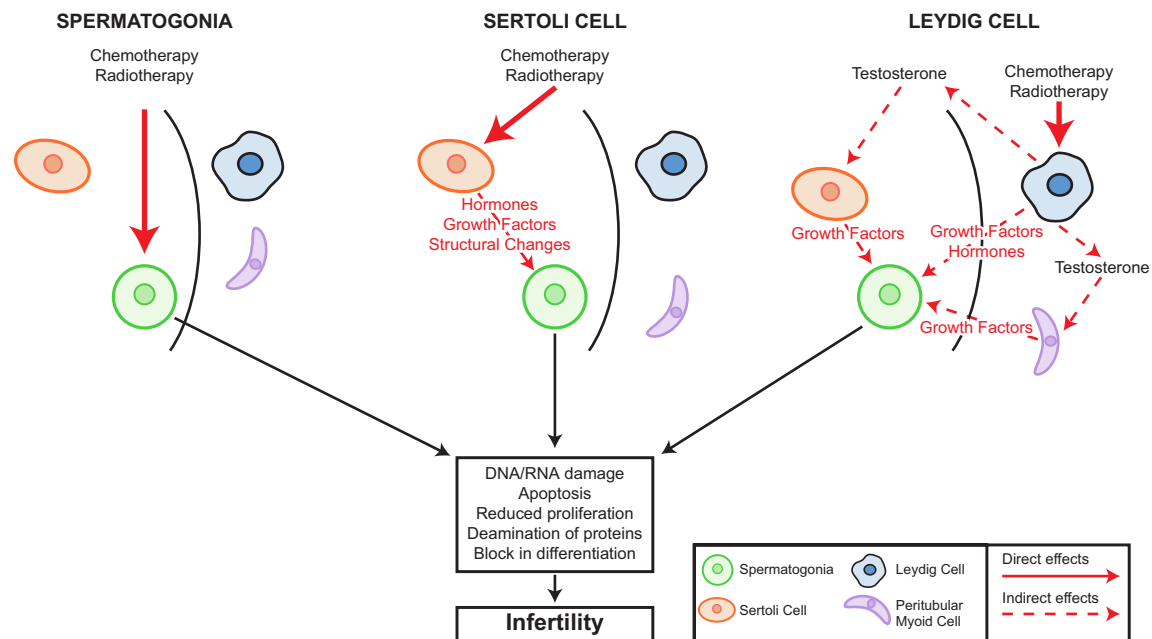 SPERMATOGONIA
Chemotherapy
Radiotherapy
SERTOLI CELL
Chemotherapy
Radiotherapy
Hormones
Growth Factors
Structural Changes
LEYDIG CELL
Testosterone
Chemotherapy
Radiotherapy
Growth Factors
Growth Factors
Hormones
Testosterone
Growth Factors
DNA/RNA damage
Apoptosis
Reduced proliferation
Deamination of proteins
Block in differentiation
Infertility
Spermatogonia
Leydig Cell
Sertoli Cell
Peritubular
Myoid Cell
Direct effects
Indirect effects